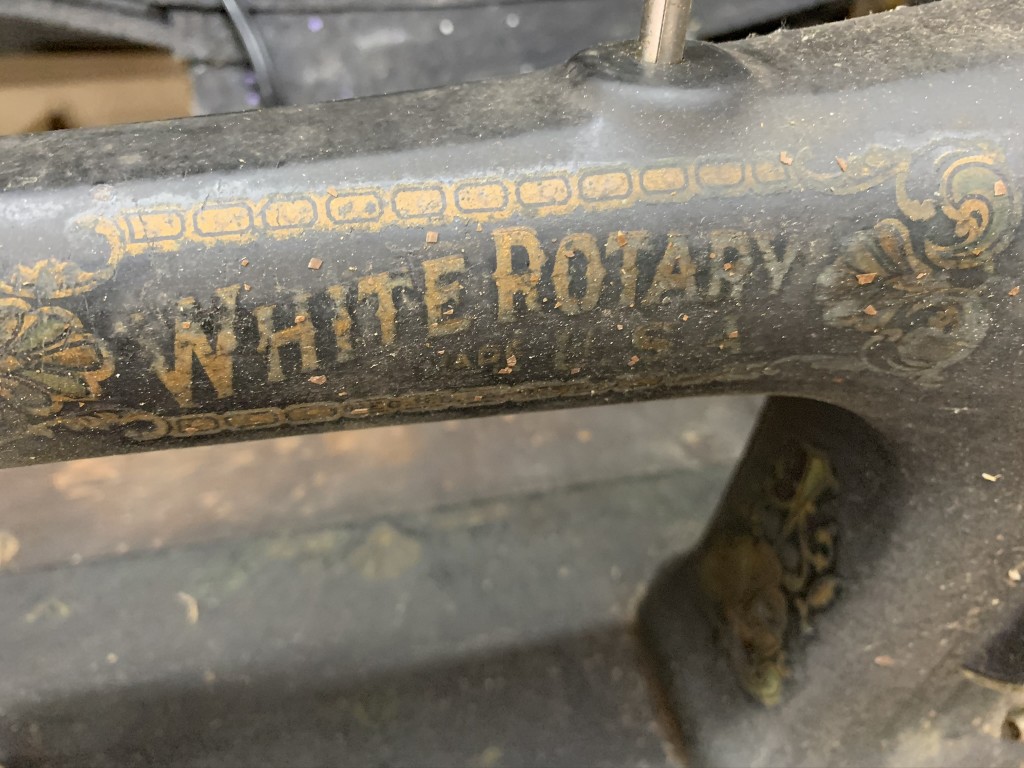 WHITE ROTARY
U. S. A